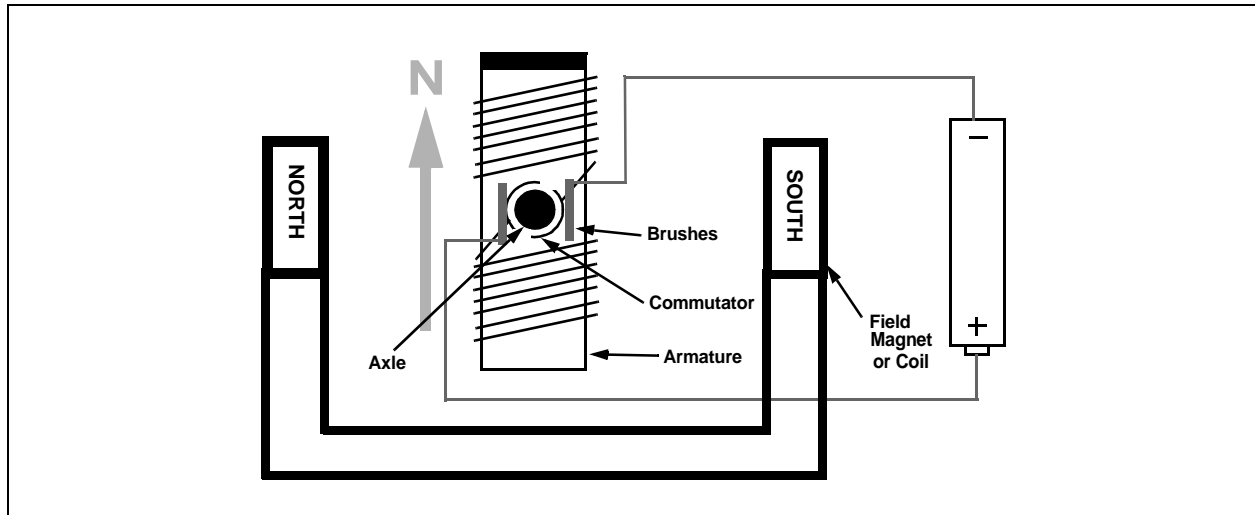 N
NORTH
SOUTH
−
Brushes
Commutator
+
Field
Magnet
or Coil
Axle
Armature